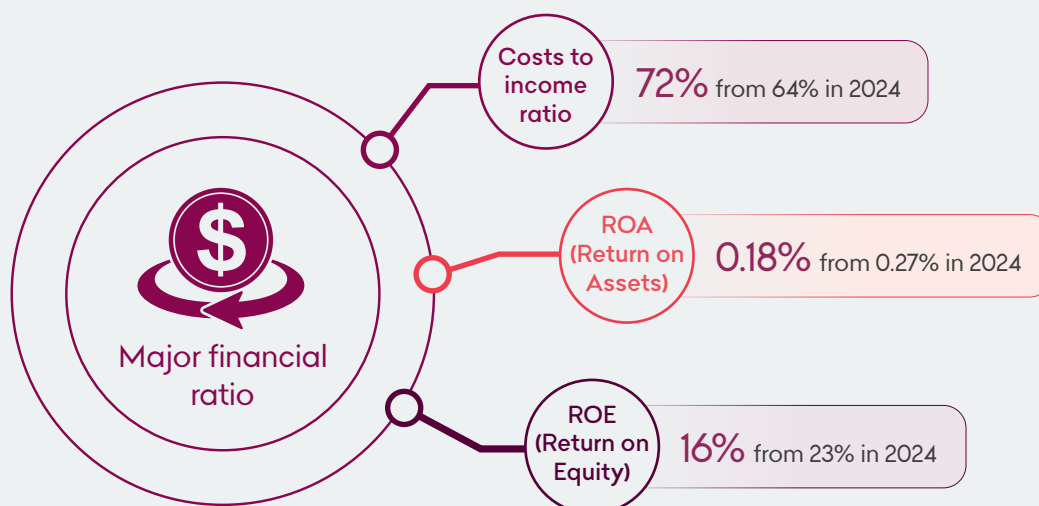 Costs to
income
ratio
72% from 64% in 2024
ROA
(Return on
Assets)
0.18% from 0.27% in 2024
$
Major financial
ratio
ROE
(Return on
Equity)
16% from 23% in 2024